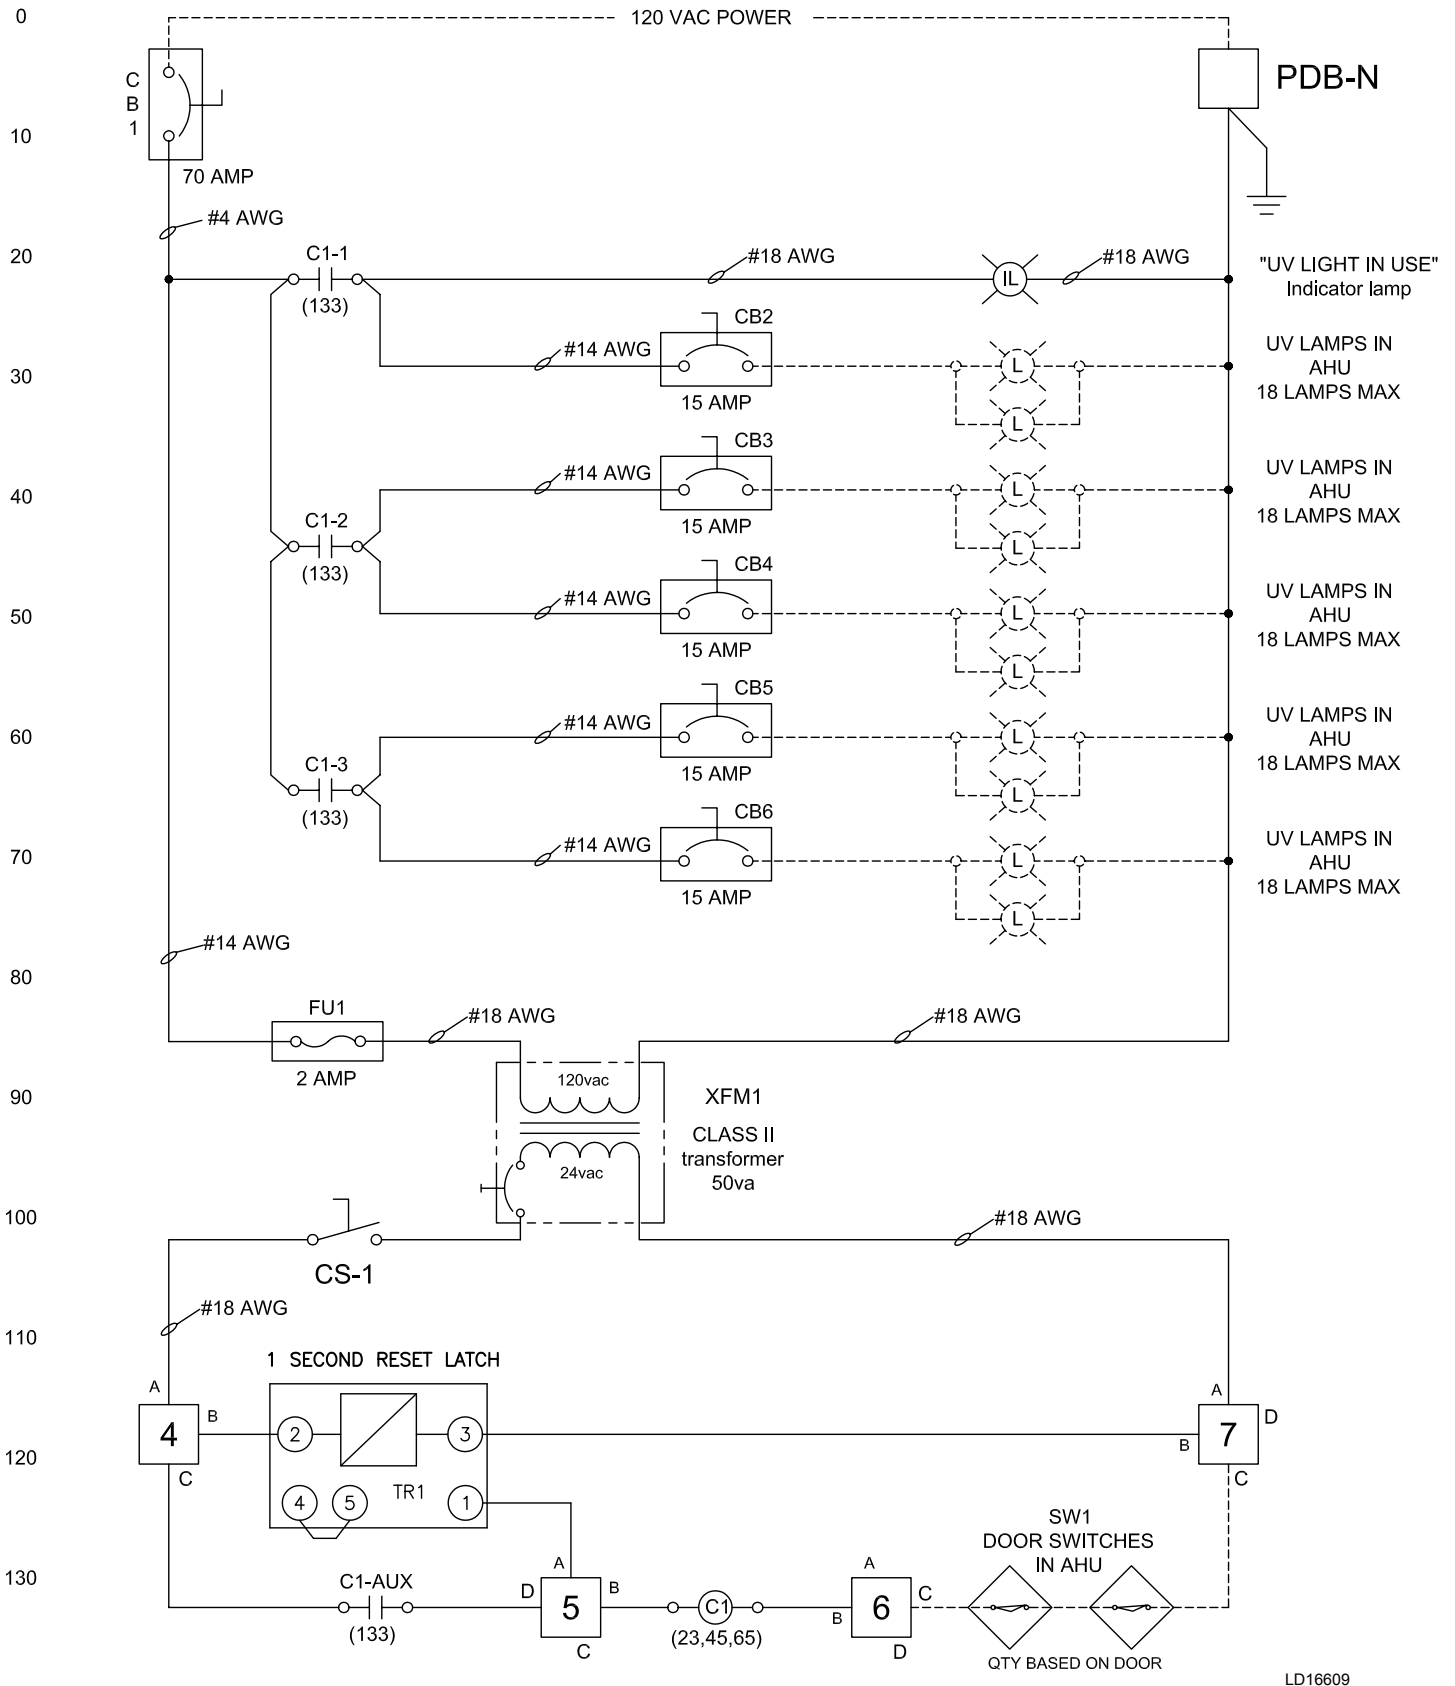 0
120 VAC POWER
C
B
1
PDB-N
10
70 AMP
#4 AWG
20
C1-1
(133)
#18 AWG
IL
#18 AWG
"UV LIGHT IN USE"
Indicator lamp
30
#14 AWG
CB2
15 AMP
L
L
UV LAMPS IN
AHU
18 LAMPS MAX
40
#14 AWG
CB3
15 AMP
L
L
UV LAMPS IN
AHU
18 LAMPS MAX
C1-2
(133)
50
#14 AWG
CB4
15 AMP
L
L
UV LAMPS IN
AHU
18 LAMPS MAX
60
#14 AWG
CB5
15 AMP
L
L
UV LAMPS IN
AHU
18 LAMPS MAX
C1-3
(133)
70
#14 AWG
CB6
15 AMP
L
L
UV LAMPS IN
AHU
18 LAMPS MAX
#14 AWG
80
FU1
2 AMP
#18 AWG
#18 AWG
90
120vac
24vac
XFM1
CLASS II
transformer
50va
100
CS-1
#18 AWG
#18 AWG
110
1 SECOND RESET LATCH
A
4
B
C
2
3
4
5
TR1
1
A
7
D
B
C
120
SW1
DOOR SWITCHES
IN AHU
130
C1-AUX
(133)
A
D
5
B
C
C1
(23,45,65)
A
B
6
C
D
QTY BASED ON DOOR
LD16609